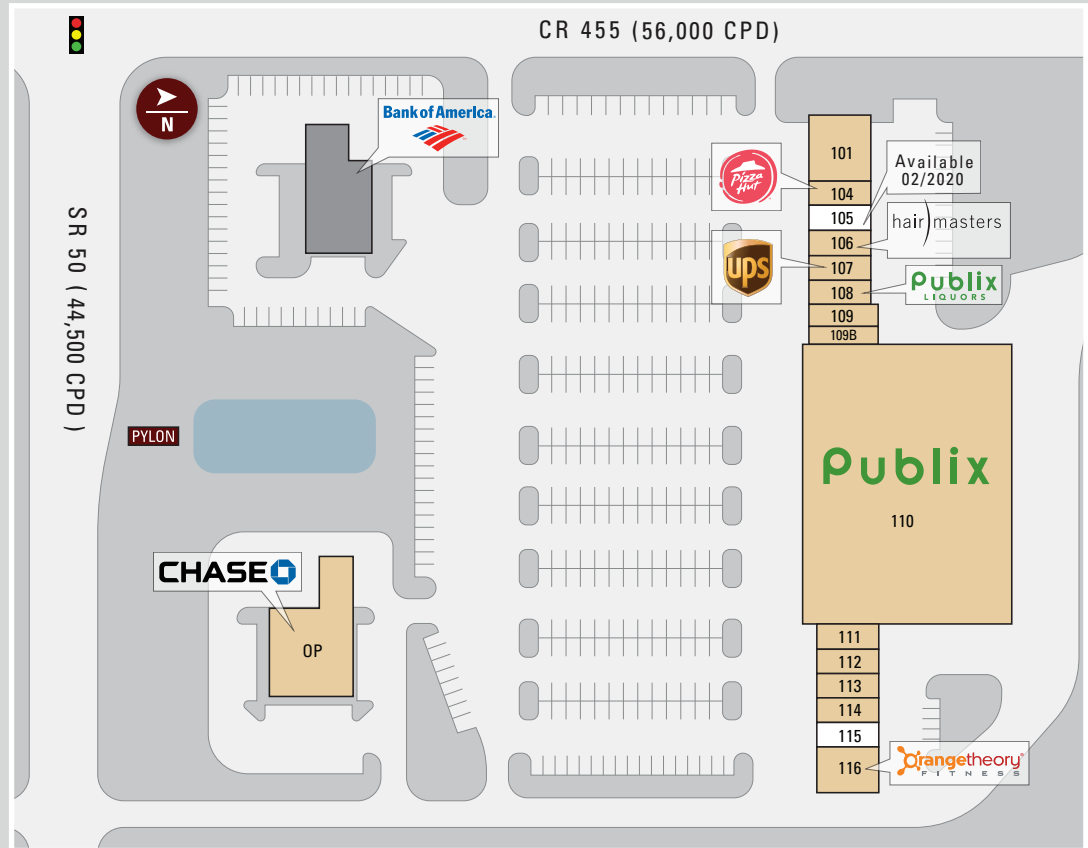 CR 455 (56,000 CPD)
N
Bank of America
SR 50 (44,500 CPD)
PYLON
CHASE
OP
Pizza
Hut
ups
101
104
105
106
107
108
109
109B
Available
02/2020
hair)masters
Publix
LIQUORS
Publix
110
111
112
113
114
115
116
Orangetheory
FITNESS